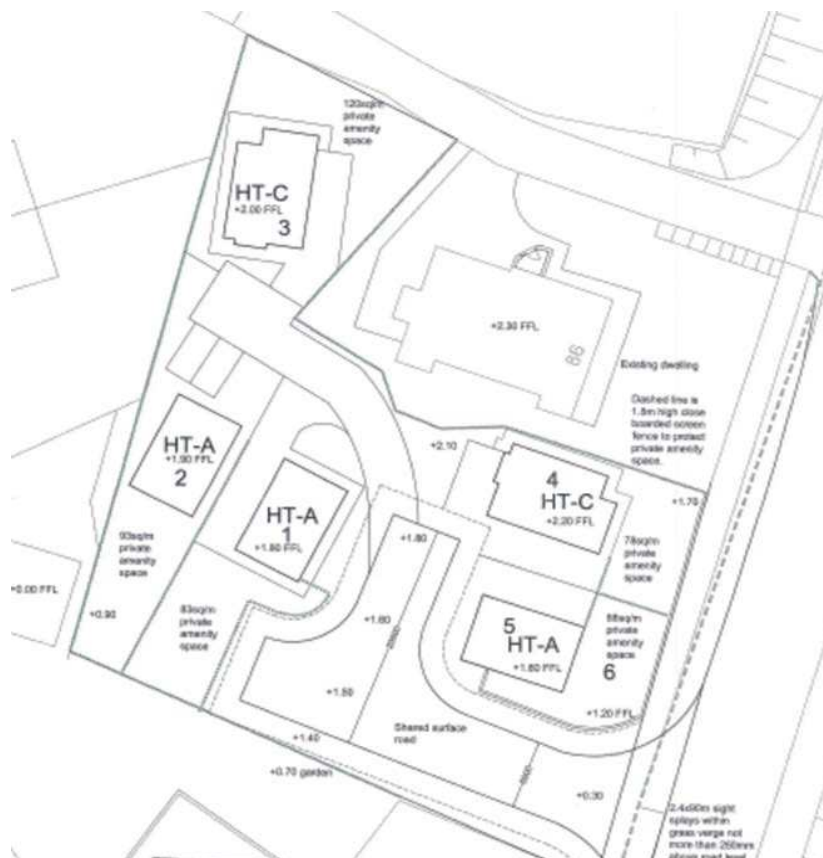 120sq/m
private
amenity
space
HT-C
+2.00 FFL
3
+2.30 FFL
86
Existing dwelling
Dashed line is
1.8m high close
boarded screen
fence to protect
private amenity
space.
HT-A
+1.90 FFL
2
+2.10
4
HT-C
+2.20 FFL
+1.70
HT-A
1
+1.90 FFL
+1.80
93sq/m
private
amenity
space
78sq/m
private
amenity
space
+0.00 FFL
+0.90
83sq/m
private
amenity
space
+1.60
5
HT-A
+1.80 FFL
private
amenity
space
6
+1.50
+1.20 FFL
Shared surface
road
+1.40
+0.70 garden
+0.30
sight
splays within
grass verge not
more than 260mm
above road level